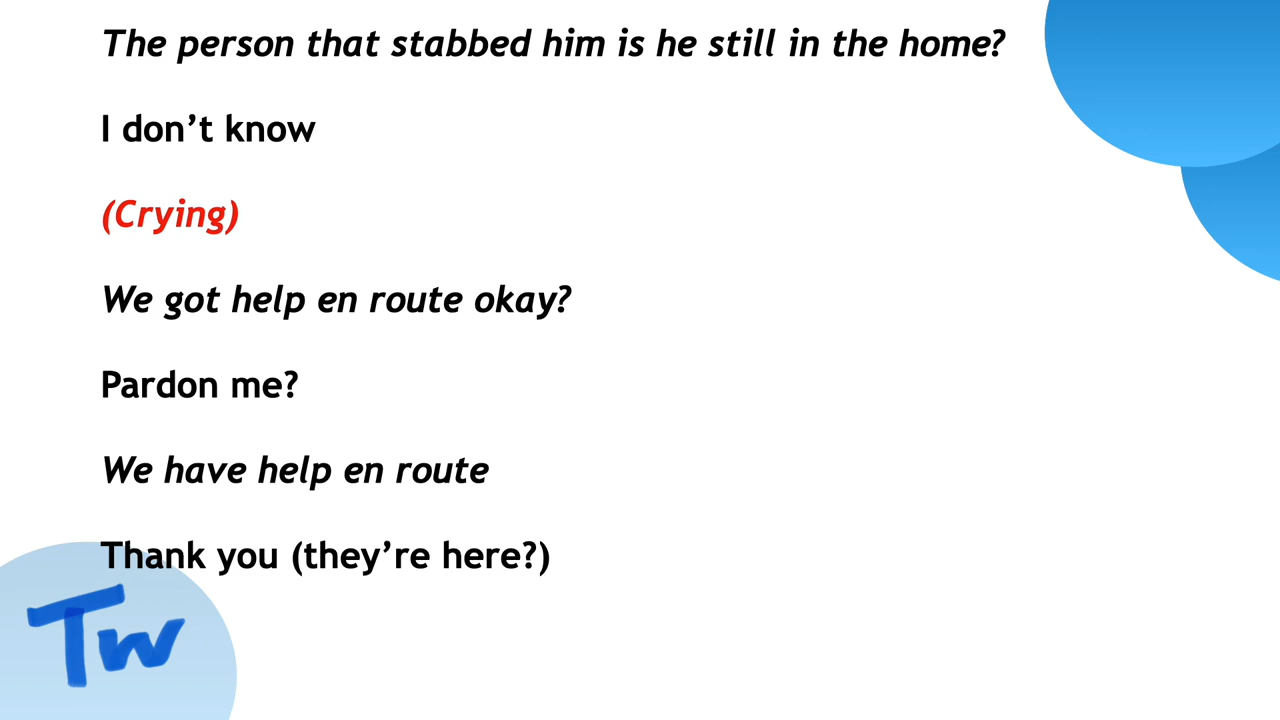 The person that stabbed him is he still in the home?
I don’t know
(Crying)
We got help en route okay?
Pardon me?
We have help en route
Thank you (they’re here?)
Tw